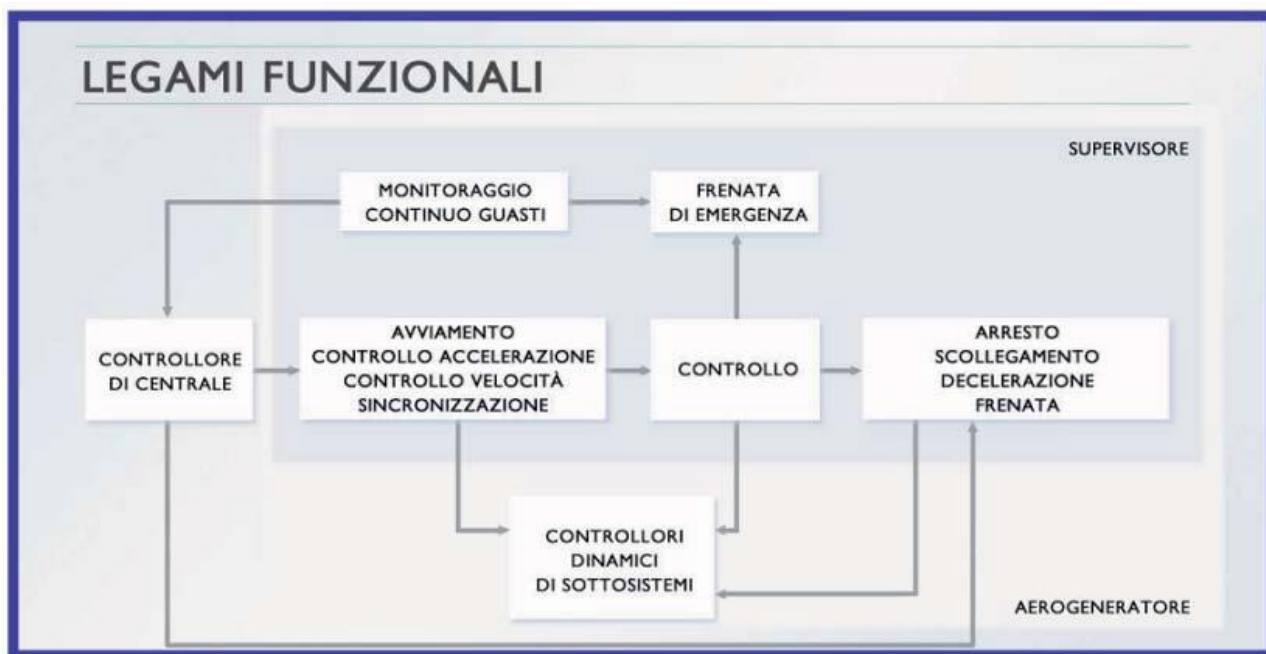 LEGAMI FUNZIONALI
SUPERVISORE
MONITORAGGIO
CONTINUO GUASTI
FRENATA
DI EMERGENZA
CONTROLLORE
DI CENTRALE
AVVIAMENTO
CONTROLLO ACCELERAZIONE
CONTROLLO VELOCITÀ
SINCRONIZZAZIONE
CONTROLLO
ARRESTO
SCOLLEGAMENTO
DECELERAZIONE
FRENATA
CONTROLLORI
DINAMICI
DI SOTTOSISTEMI
AEROGENERATORE